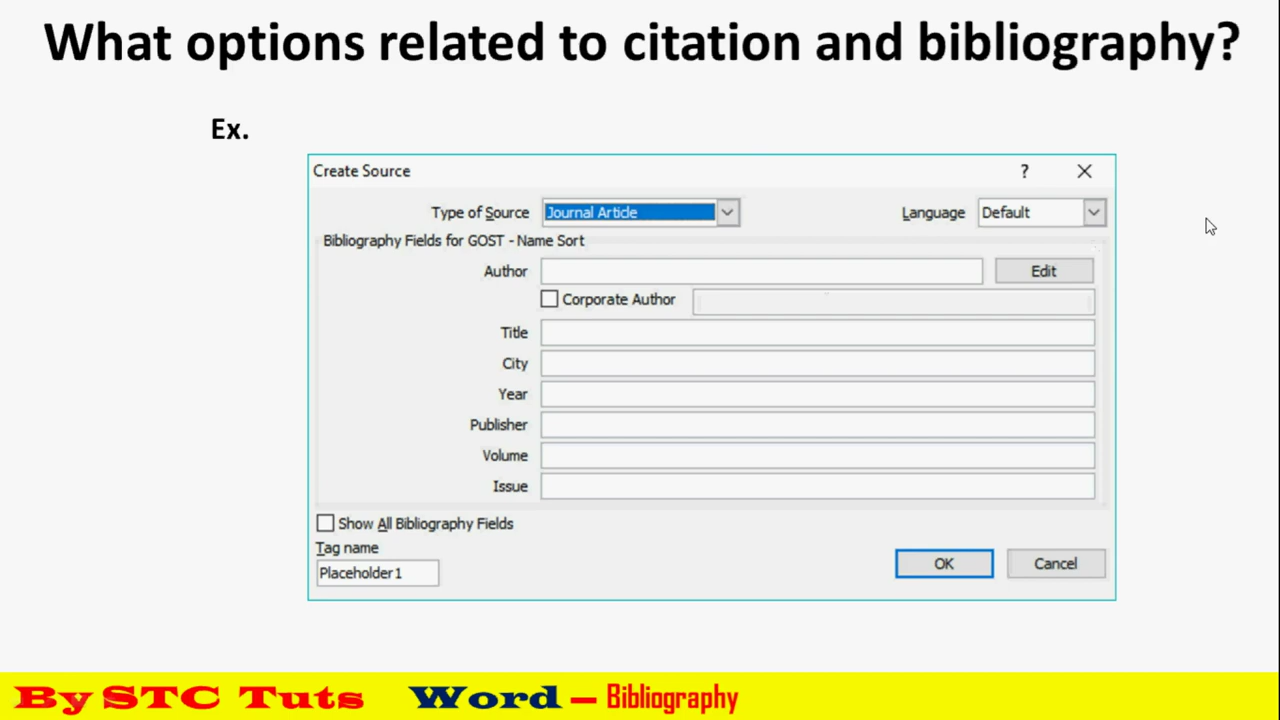 What options related to citation and bibliography?
Ex.
Create Source ?
Type of Source Journal Article Language Default
Bibliography Fields for GOST - Name Sort
Author Edit
Corporate Author
Title
City
Year
Publisher
Volume
Issue
Show All Bibliography Fields
Tag name
Placeholder1 OK Cancel
By STC Tuts Word – Bibliography